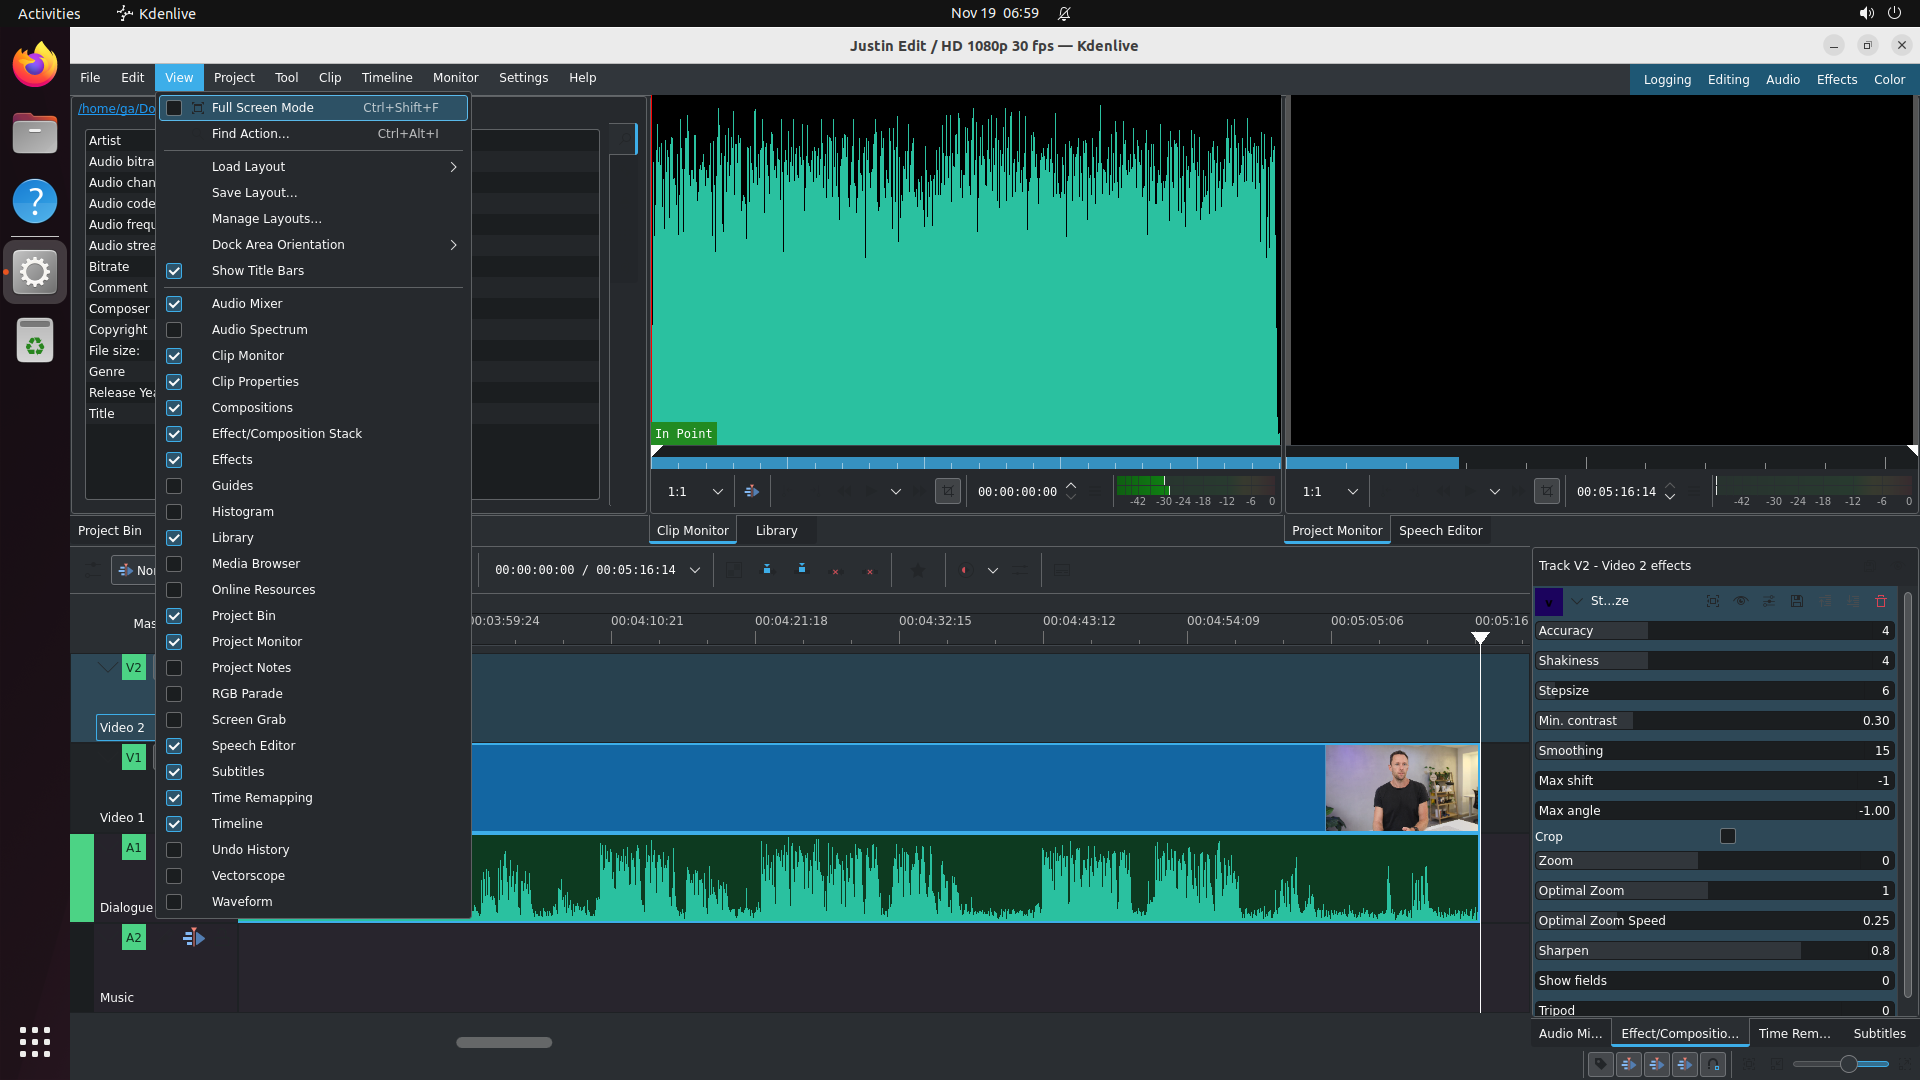 Activities
Kdenlive
Nov 19 06:59
Justin Edit / HD 1080p 30 fps — Kdenlive
File Edit View Project Tool Clip Timeline Monitor Settings Help
Logging Editing Audio Effects Color
/home/ga/Do
Artist
Audio bitra
Audio chan
Audio code
Audio frequ
Audio strea
Bitrate
Comment
Composer
Copyright
File size:
Genre
Release Yea
Title
Full Screen Mode Ctrl+Shift+F
Find Action... Ctrl+Alt+I
Load Layout
Save Layout...
Manage Layouts...
Dock Area Orientation
Show Title Bars
Audio Mixer
Audio Spectrum
Clip Monitor
Clip Properties
Compositions
Effect/Composition Stack
Effects
Guides
Histogram
Library
Media Browser
Online Resources
Project Bin
Project Monitor
Project Notes
RGB Parade
Screen Grab
Speech Editor
Subtitles
Time Remapping
Timeline
Undo History
Vectorscope
Waveform
In Point
1:1
00:00:00:00
-42 -30 -24 -18 -12 -6 0
1:1
00:05:16:14
-42 -30 -24 -18 -12 -6 0
Project Bin
Clip Monitor Library
Project Monitor Speech Editor
Nor
00:00:00:00 / 00:05:16:14
Mas
00:03:59:24 00:04:10:21 00:04:21:18 00:04:32:15 00:04:43:12 00:04:54:09 00:05:05:06 00:05:16
V2
Video 2
V1
Video 1
A1
Dialogue
A2
Music
Track V2 - Video 2 effects
v
St...ze
Accuracy 4
Shakiness 4
Stepsize 6
Min. contrast 0.30
Smoothing 15
Max shift -1
Max angle -1.00
Crop
Zoom 0
Optimal Zoom 1
Optimal Zoom Speed 0.25
Sharpen 0.8
Show fields 0
Tripod 0
Audio Mi... Effect/Compositio... Time Rem... Subtitles